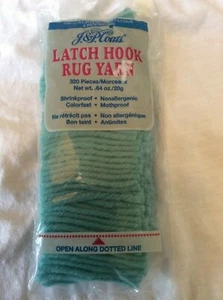 J.&P. Coats
LATCH HOOK
RUG YARN
320 Pieces/Morceaux
Net wt. .64 oz./20g
Shrinkproof • Nonallergenic
Colorfast • Mothproof
Ne rétrécit pas • Non allergénique
Bon teint • Antimites
OPEN ALONG DOTTED LINE